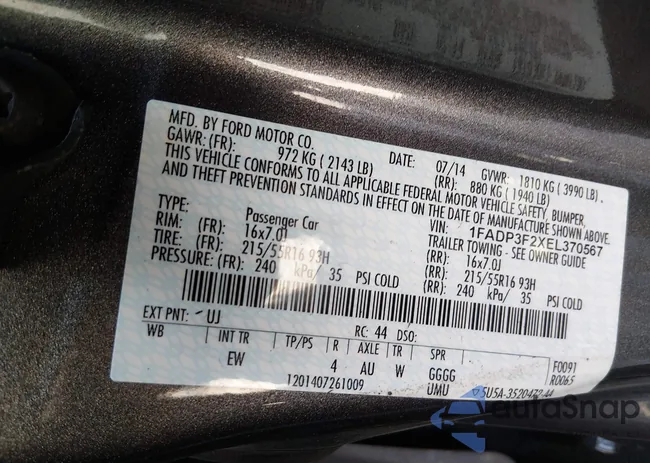 MFD. BY FORD MOTOR CO.
DATE: 07/14 GVWR: 1810 KG ( 3990 LB)
GAWR: (FR): 972 KG ( 2143 LB) (RR): 880 KG ( 1940 LB)
THIS VEHICLE CONFORMS TO ALL APPLICABLE FEDERAL MOTOR VEHICLE SAFETY, BUMPER,
AND THEFT PREVENTION STANDARDS IN EFFECT ON THE DATE OF MANUFACTURE SHOWN ABOVE.
VIN: 1FADP3F2XEL370567
TYPE: Passenger Car TRAILER TOWING - SEE OWNER GUIDE
RIM: (FR) 16x7.0J (RR): 16x7.0J
TIRE: (FR) 215/55R16 93H (RR): 215/55R16 93H
PRESSURE: (FR): 240 kPa/ 35 PSI COLD (RR): 240 kPa/ 35 PSI COLD
EXT PNT: UJ RC: 44 DSO:
WB INT TR TP/PS R AXLE TR SPR
EW 4 AU W GGGG F0091
1201407261009 UMU R0065
5U5A-3520472-44
autoSnap